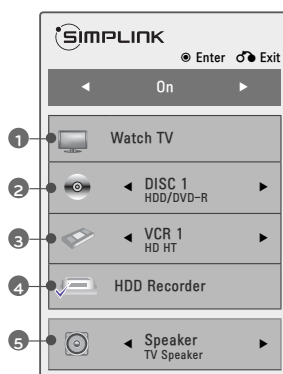 SIMPLINK
Enter Exit
On
1 Watch TV
2 DISC 1
HDD/DVD-R
3 VCR 1
HD HT
4 HDD Recorder
5 Speaker
TV Speaker